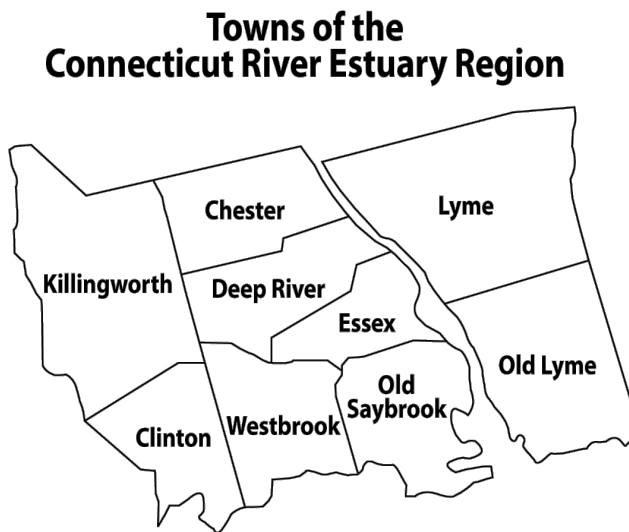 Towns of the
Connecticut River Estuary Region
Chester
Lyme
Killingworth
Deep River
Essex
Old Lyme
Old
Saybrook
Westbrook
Clinton